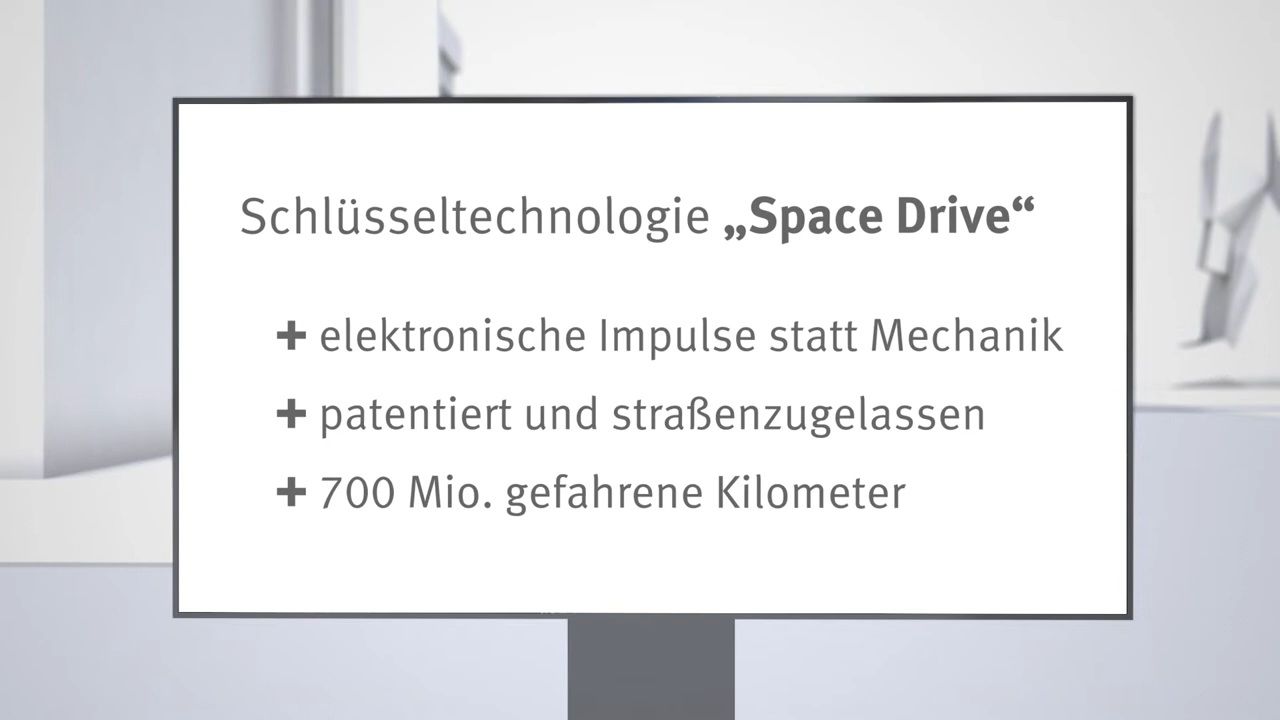 Schlüsseltechnologie „Space Drive“
+ elektronische Impulse statt Mechanik
+ patentiert und straßenzugelassen
+ 700 Mio. gefahrene Kilometer